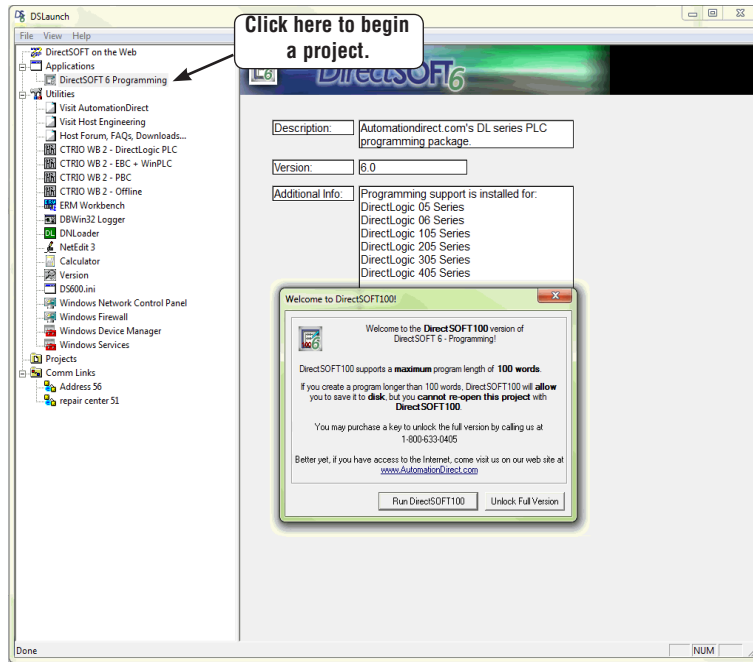 DSLaunch
Click here to begin
a project.
File View Help
DirectSOFT on the Web
Applications
DirectSOFT 6 Programming
Utilities
Visit AutomationDirect
Visit Host Engineering
Host Forum, FAQs, Downloads...
CTRIO WB 2 - DirectLogic PLC
CTRIO WB 2 - EBC + WinPLC
CTRIO WB 2 - PBC
CTRIO WB 2 - Offline
ERM Workbench
DBWin32 Logger
DNLoader
NetEdit 3
Calculator
Version
DS600.ini
Windows Network Control Panel
Windows Firewall
Windows Device Manager
Windows Services
Projects
Comm Links
Address 56
repair center 51
DirectSOFT6
Description:
Automationdirect.com's DL series PLC
programming package.
Version:
6.0
Additional Info:
Programming support is installed for:
DirectLogic 05 Series
DirectLogic 06 Series
DirectLogic 105 Series
DirectLogic 205 Series
DirectLogic 305 Series
DirectLogic 405 Series
Welcome to DirectSOFT100!
Welcome to the DirectSOFT100 version of
DirectSOFT 6 - Programming!
DirectSOFT100 supports a maximum program length of 100 words.
If you create a program longer than 100 words, DirectSOFT100 will allow
you to save it to disk, but you cannot re-open this project with
DirectSOFT100.
You may purchase a key to unlock the full version by calling us at
1-800-633-0405
Better yet, if you have access to the Internet, come visit us on our web site at
www.AutomationDirect.com
Run DirectSOFT100
Unlock Full Version
Done
NUM